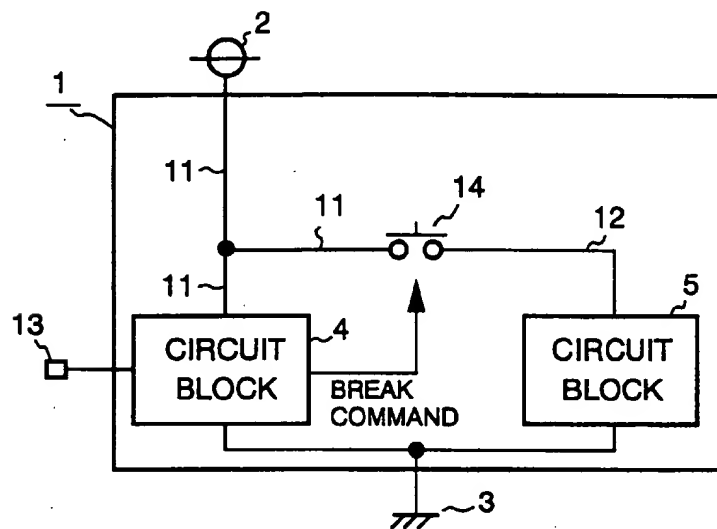 2
1
11
11
14
12
11
13
4
5
CIRCUIT
BLOCK
CIRCUIT
BLOCK
BREAK
COMMAND
3